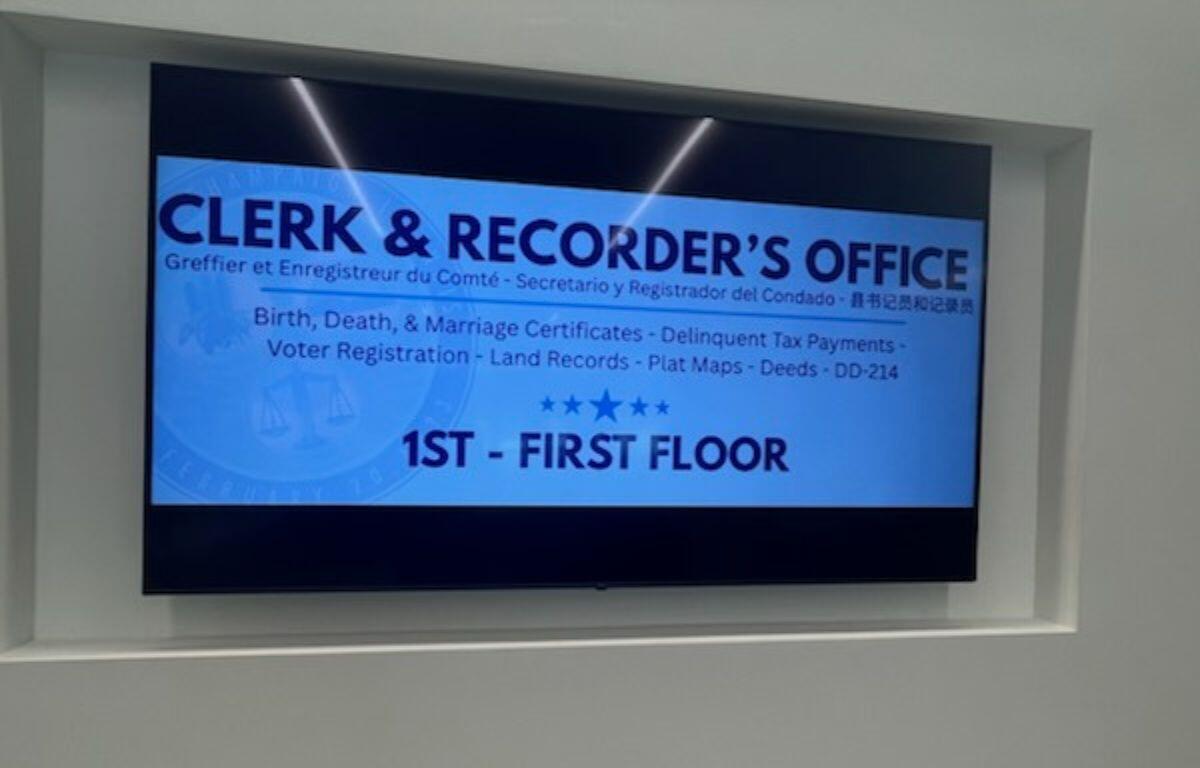 CLERK & RECORDER'S OFFICE
Greffier et Enregistreur du Comté - Secretario y Registrador del Condado - 县书记员和记录员
Birth, Death, & Marriage Certificates - Delinquent Tax Payments -
Voter Registration - Land Records - Plat Maps - Deeds - DD-214
1ST - FIRST FLOOR
FEBRUARY 20